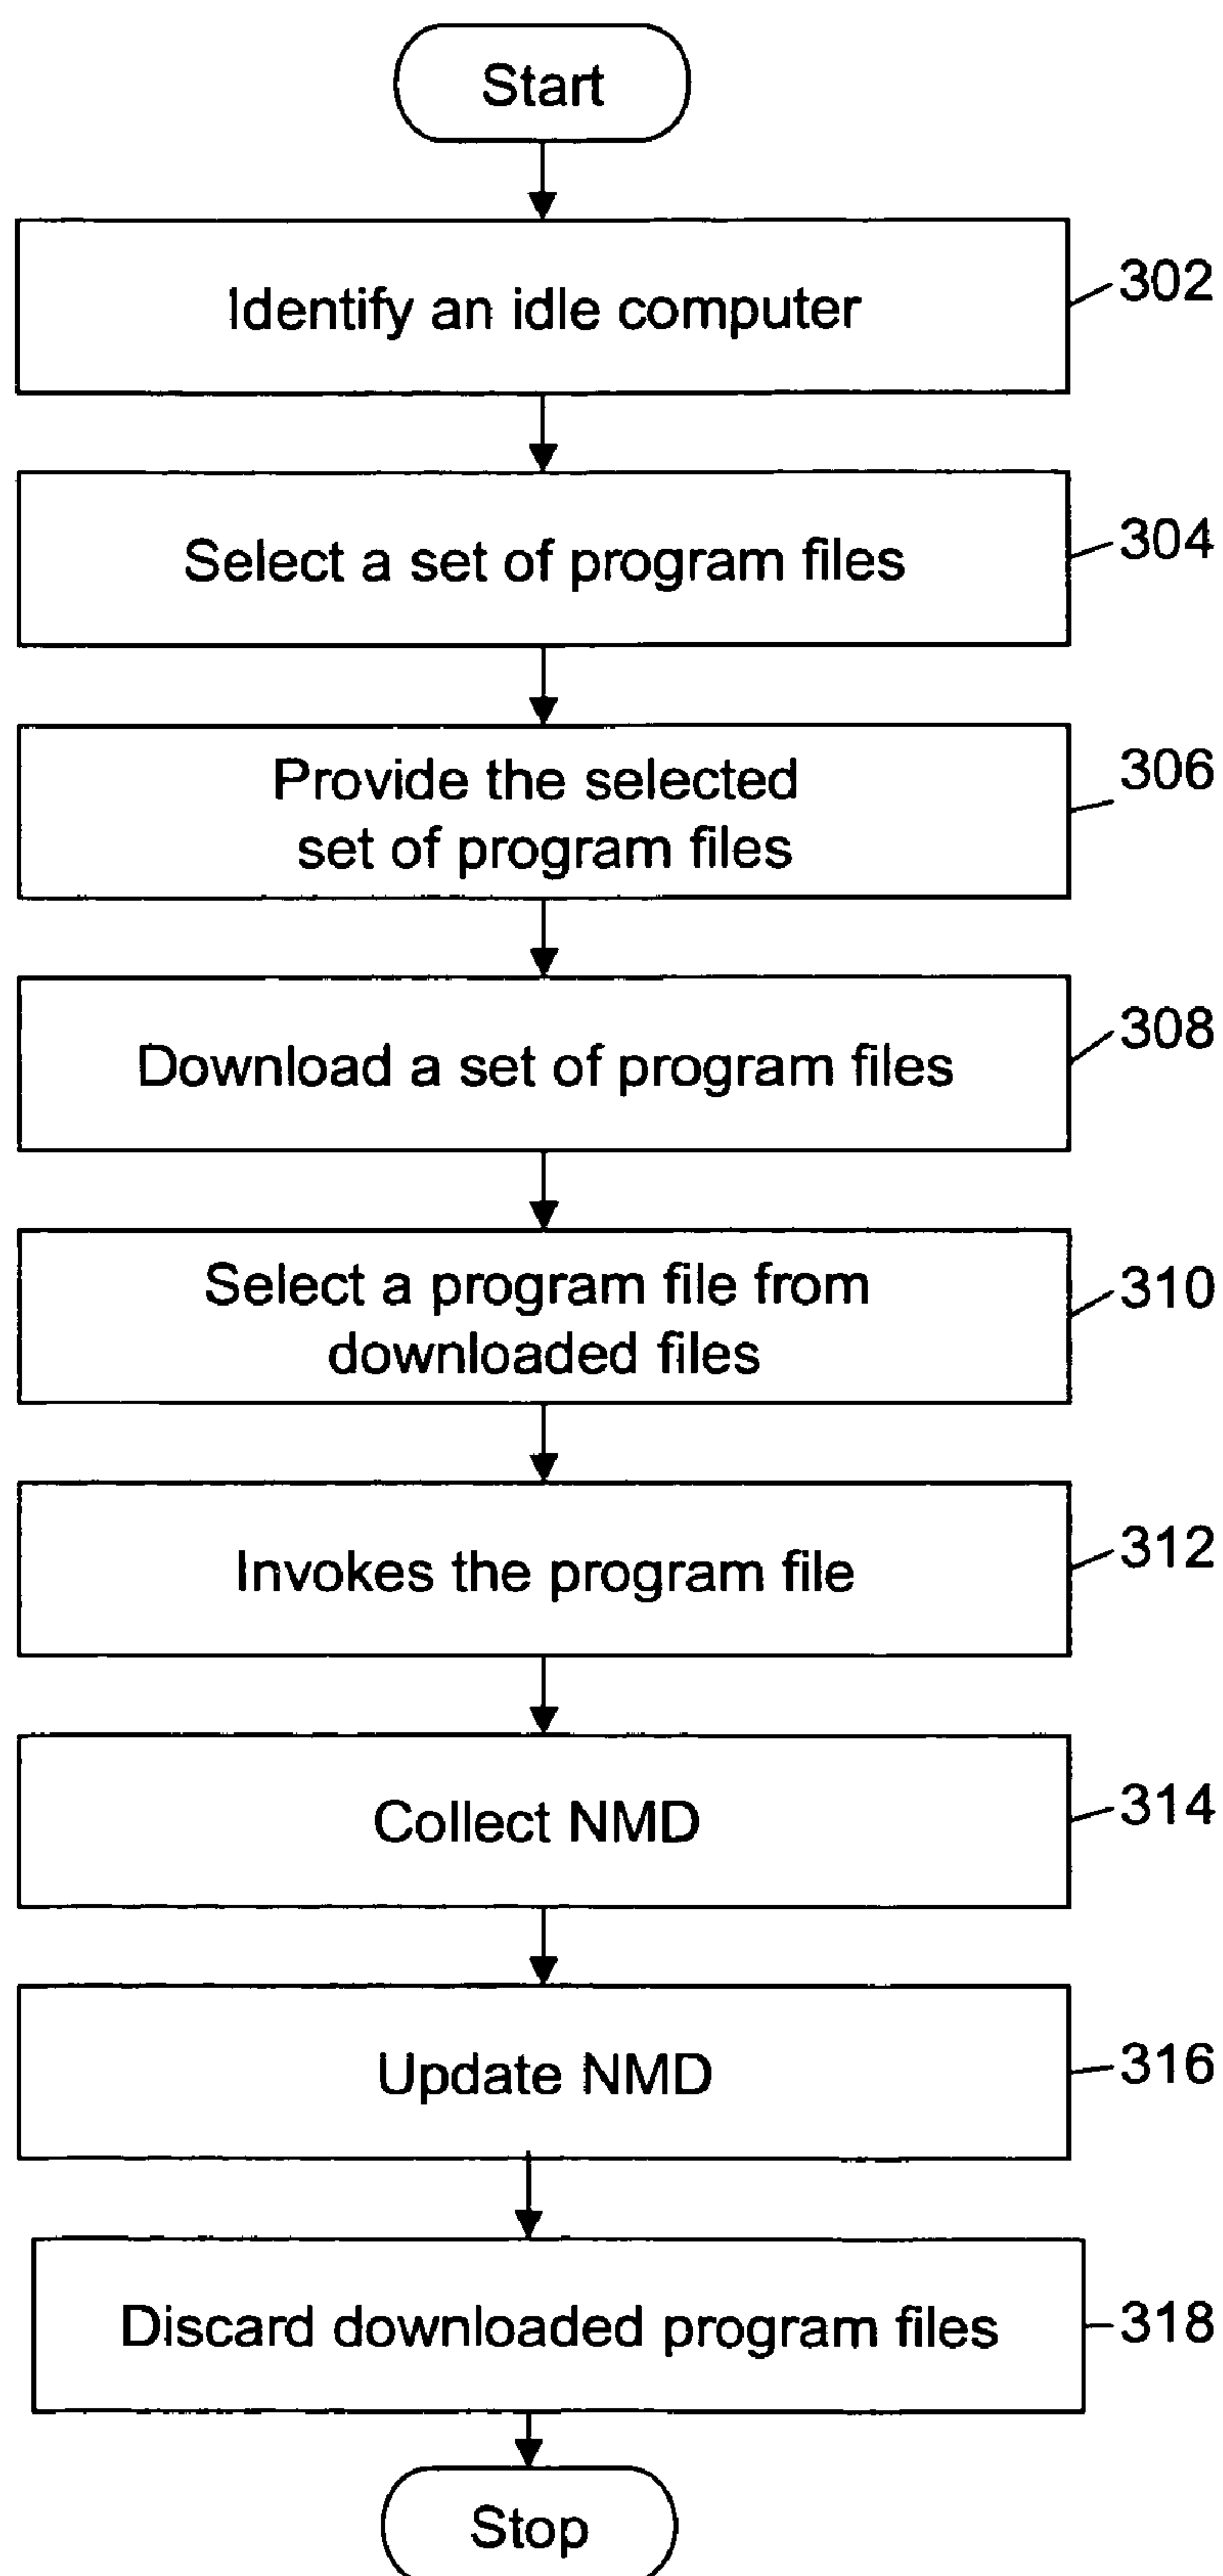 Start
Identify an idle computer
302
Select a set of program files
304
Provide the selected
set of program files
306
Download a set of program files
308
Select a program file from
downloaded files
310
Invokes the program file
312
Collect NMD
314
Update NMD
316
Discard downloaded program files
318
Stop